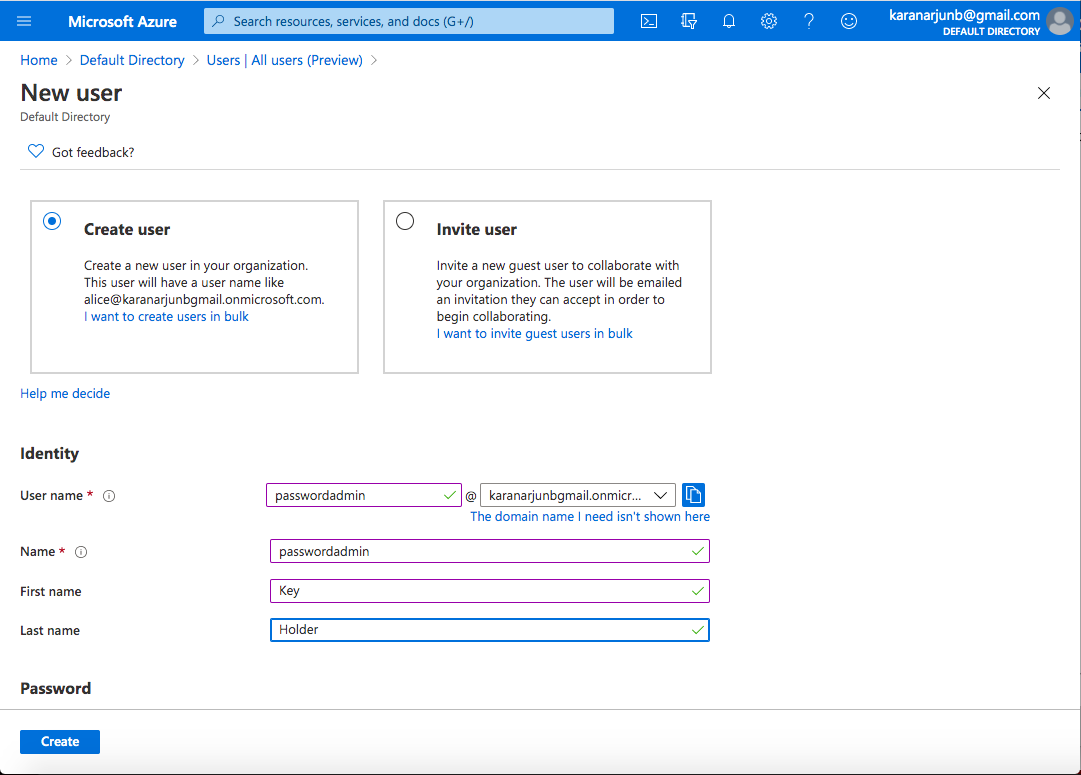 Microsoft Azure
Search resources, services, and docs (G+/)
karanarjunb@gmail.com
DEFAULT DIRECTORY
Home > Default Directory > Users | All users (Preview) >
New user
Default Directory
Got feedback?
Create user
Create a new user in your organization.
This user will have a user name like
alice@karanarjunbgmail.onmicrosoft.com.
I want to create users in bulk
Invite user
Invite a new guest user to collaborate with
your organization. The user will be emailed
an invitation they can accept in order to
begin collaborating.
I want to invite guest users in bulk
Help me decide
Identity
User name * passwordadmin @ karanarjunbgmail.onmicr...
The domain name I need isn't shown here
Name * passwordadmin
First name Key
Last name Holder
Password
Create